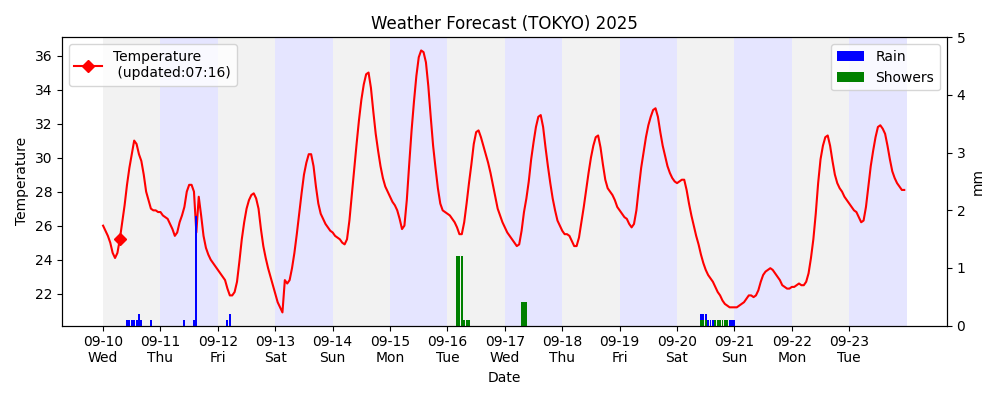 Weather Forecast (TOKYO) 2025
Temperature
(updated:07:16)
Rain
Showers
Temperature
36
34
32
30
28
26
24
22
5
4
3
2
1
0
mm
09-10 09-11 09-12 09-13 09-14 09-15 09-16 09-17 09-18 09-19 09-20 09-21 09-22 09-23
Wed Thu Fri Sat Sun Mon Tue Wed Thu Fri Sat Sun Mon Tue
Date